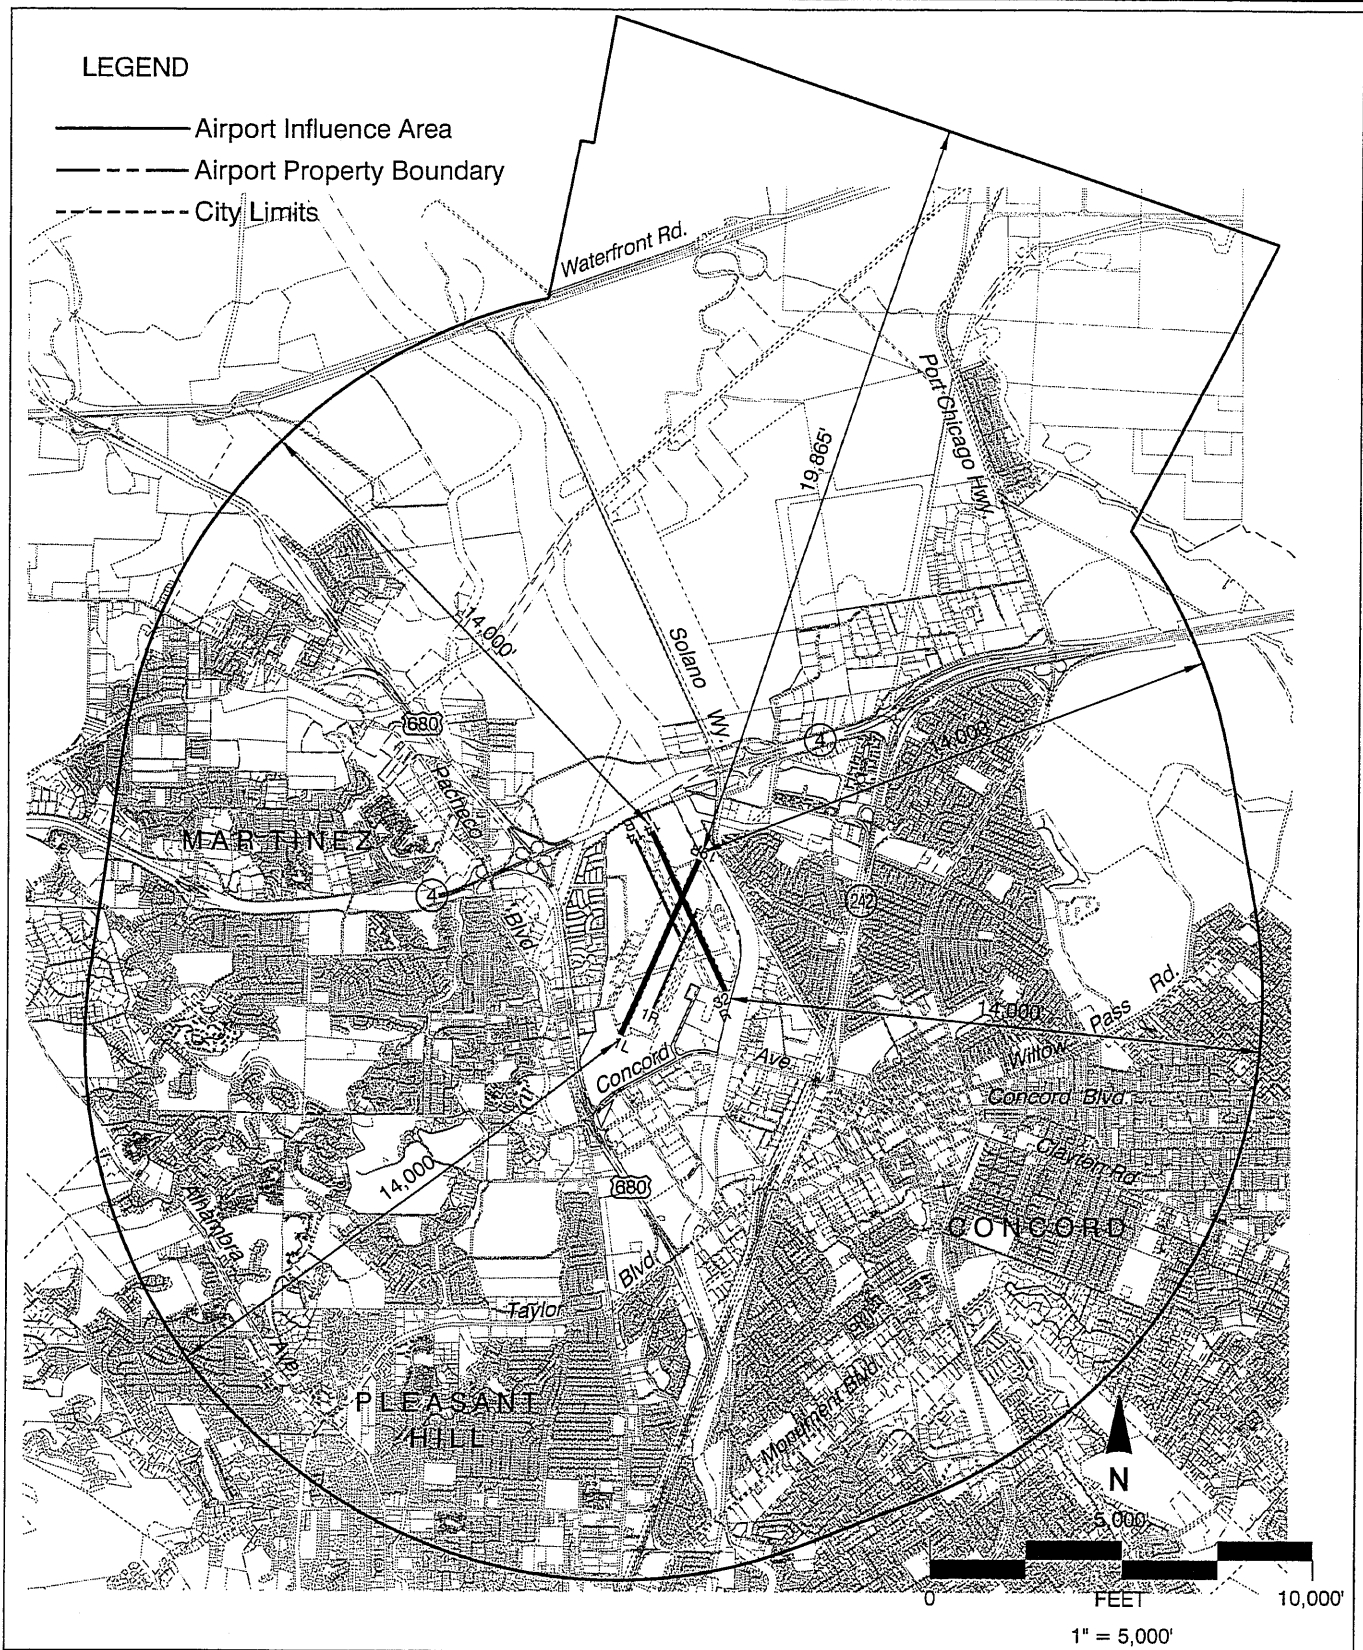 LEGEND
Airport Influence Area
Airport Property Boundary
City Limits
Waterfront Rd.
Port Chicago Hwy.
19,865'
14,000'
Solano Wy.
680
4
14,000'
Pacheco Blvd
MARTINEZ
4
242
1R
1L
14,000'
Willow Pass Rd.
Concord Ave
Concord Blvd.
Clayton Rd.
14,000'
680
Alhambra Ave
CONCORD
Blvd.
Taylor
PLEASANT HILL
Monument Blvd.
N
5,000'
0
FEET
10,000'
1" = 5,000'